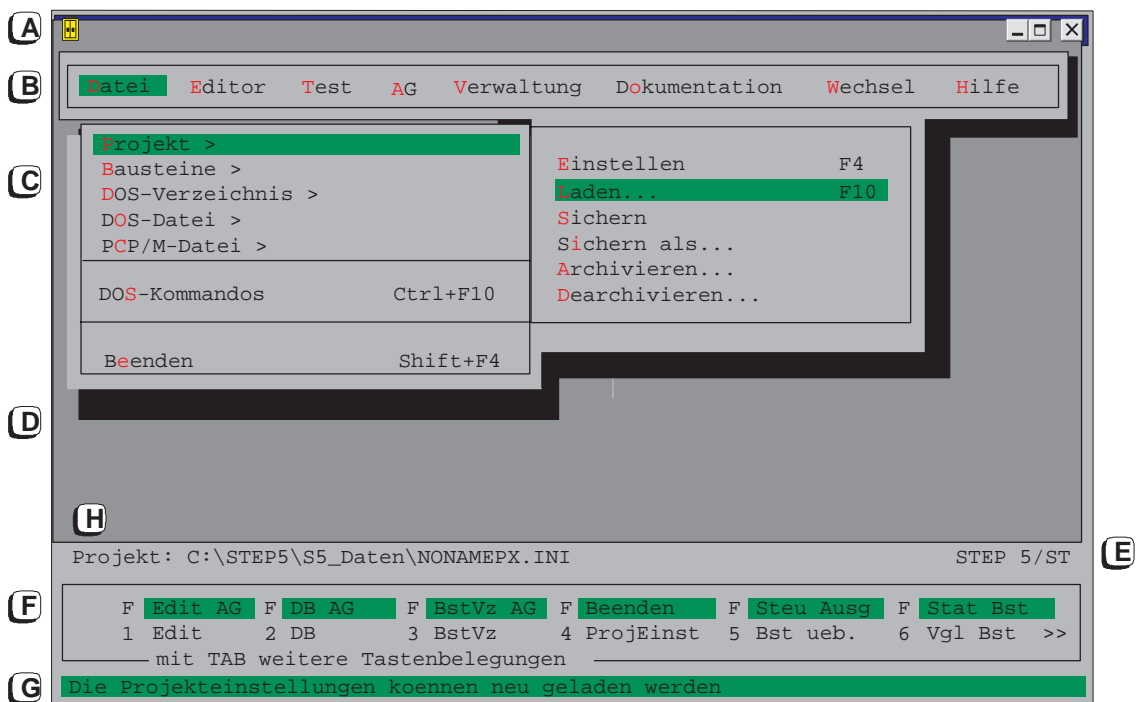 A
B
Datei Editor Test AG Verwaltung Dokumentation Wechsel Hilfe
C
Projekt >
Bausteine >
DOS-Verzeichnis >
DOS-Datei >
PCP/M-Datei >
DOS-Kommandos Ctrl+F10
Beenden Shift+F4
Einstellen F4
Laden... F10
Sichern
Sichern als...
Archivieren...
Dearchivieren...
D
H
Projekt: C:\STEP5\S5_Daten\NONAMEPX.INI STEP 5/ST
E
F
F Edit AG F DB AG F BstVz AG F Beenden F Steu Ausg F Stat Bst
1 Edit 2 DB 3 BstVz 4 ProjEinst 5 Bst ueb. 6 Vgl Bst >>
mit TAB weitere Tastenbelegungen
G
Die Projekteinstellungen koennen neu geladen werden